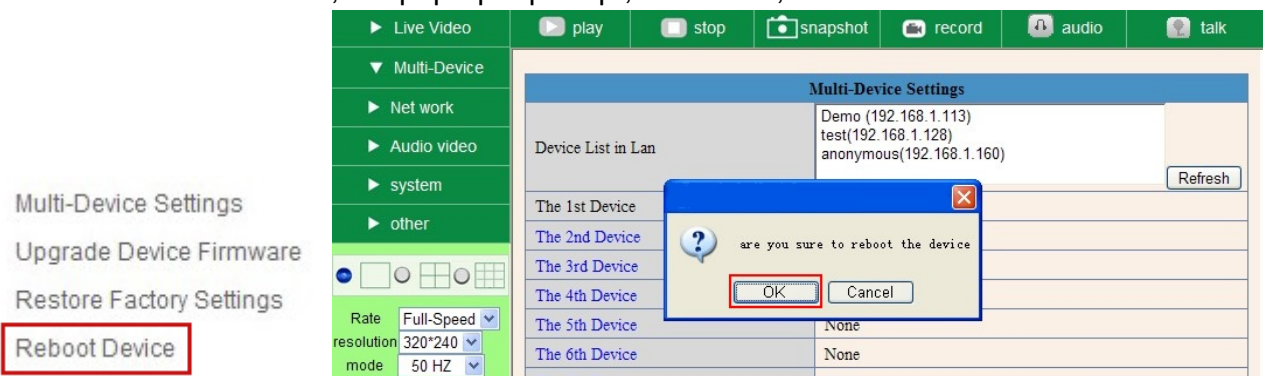 Multi-Device Settings
Upgrade Device Firmware
Restore Factory Settings
Reboot Device
Live Video
play
stop
snapshot
record
audio
talk
Multi-Device
Net work
Audio video
system
other
Rate Full-Speed
resolution 320*240
mode 50 HZ
Multi-Device Settings
Device List in Lan
Demo (192.168.1.113)
test(192.168.1.128)
anonymous(192.168.1.160)
Refresh
The 1st Device
The 2nd Device
The 3rd Device
The 4th Device
The 5th Device None
The 6th Device None
are you sure to reboot the device
OK Cancel